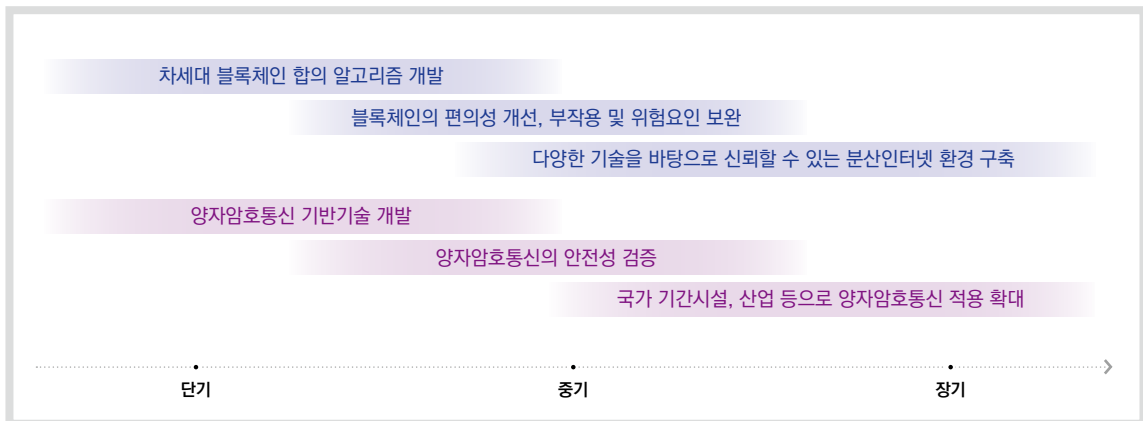 차세대 블록체인 합의 알고리즘 개발
블록체인의 편의성 개선, 부작용 및 위험요인 보완
다양한 기술을 바탕으로 신뢰할 수 있는 분산인터넷 환경 구축
양자암호통신 기반기술 개발
양자암호통신의 안전성 검증
국가 기간시설, 산업 등으로 양자암호통신 적용 확대
단기 중기 장기